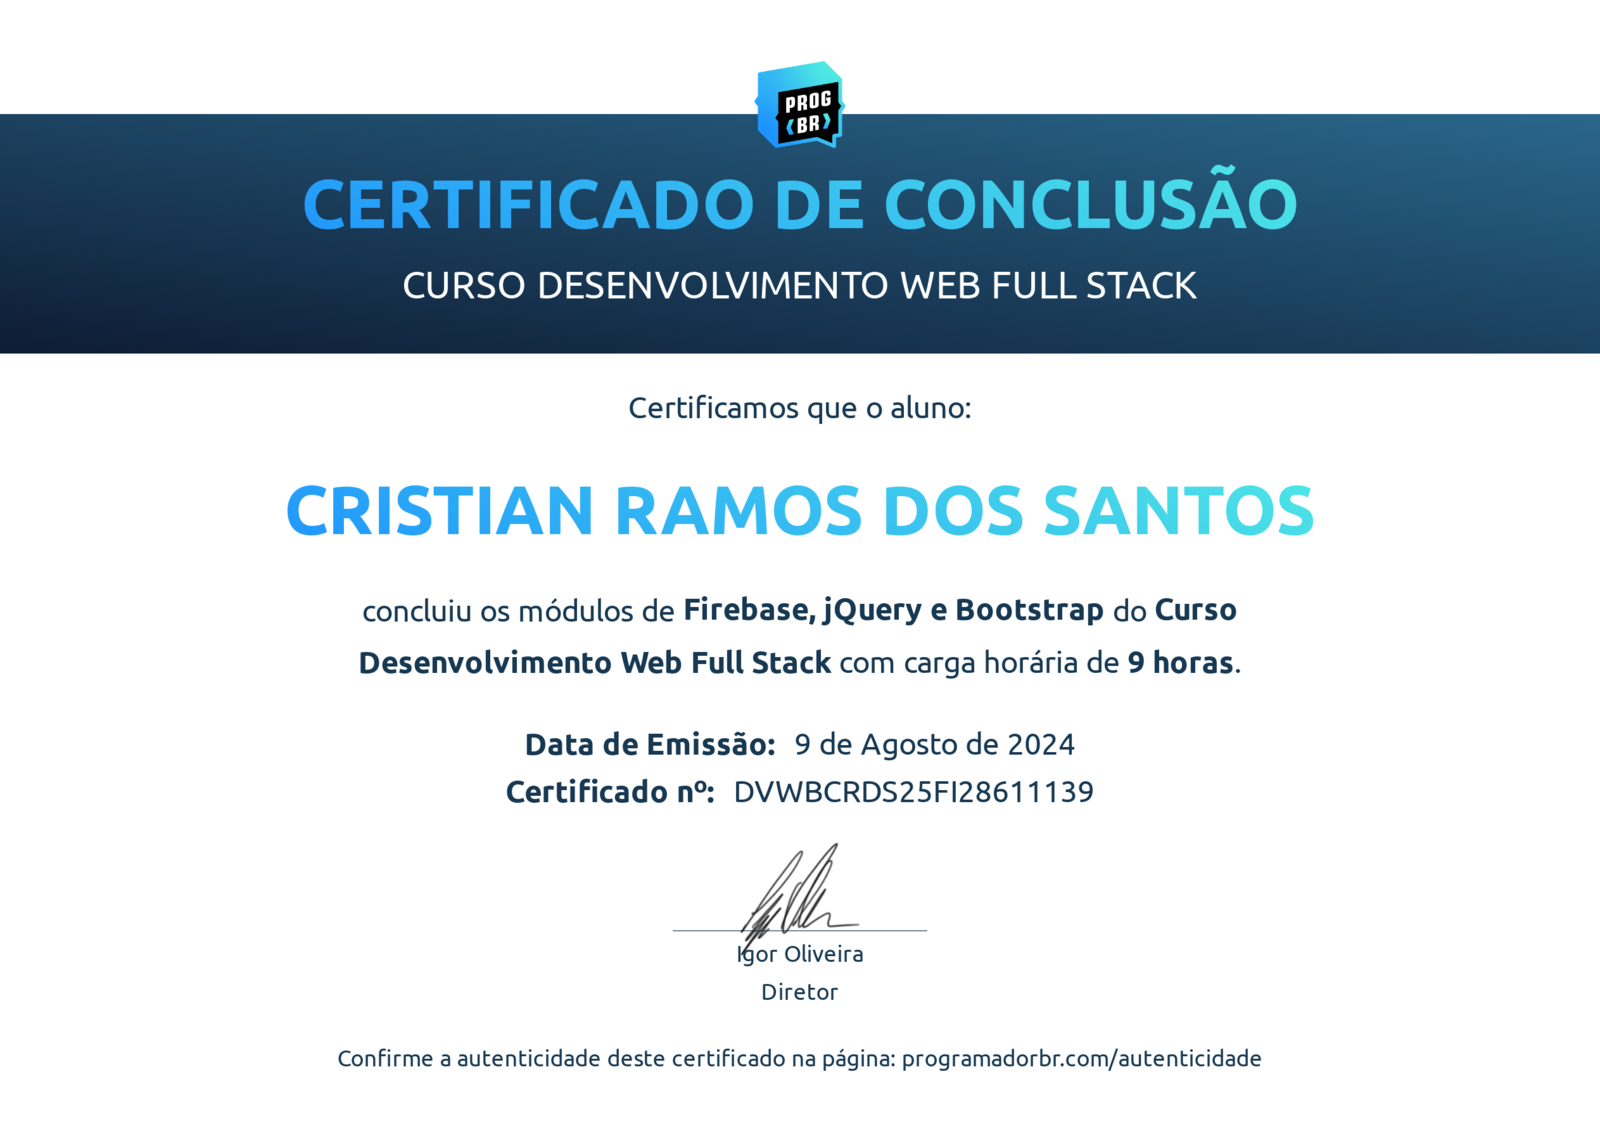 PROG
<BR>
CERTIFICADO DE CONCLUSÃO
CURSO DESENVOLVIMENTO WEB FULL STACK
Certificamos que o aluno:
CRISTIAN RAMOS DOS SANTOS
concluiu os módulos de Firebase, jQuery e Bootstrap do Curso
Desenvolvimento Web Full Stack com carga horária de 9 horas.
Data de Emissão: 9 de Agosto de 2024
Certificado nº: DVWBCRDS25FI28611139
Igor Oliveira
Diretor
Confirme a autenticidade deste certificado na página: programadorbr.com/autenticidade